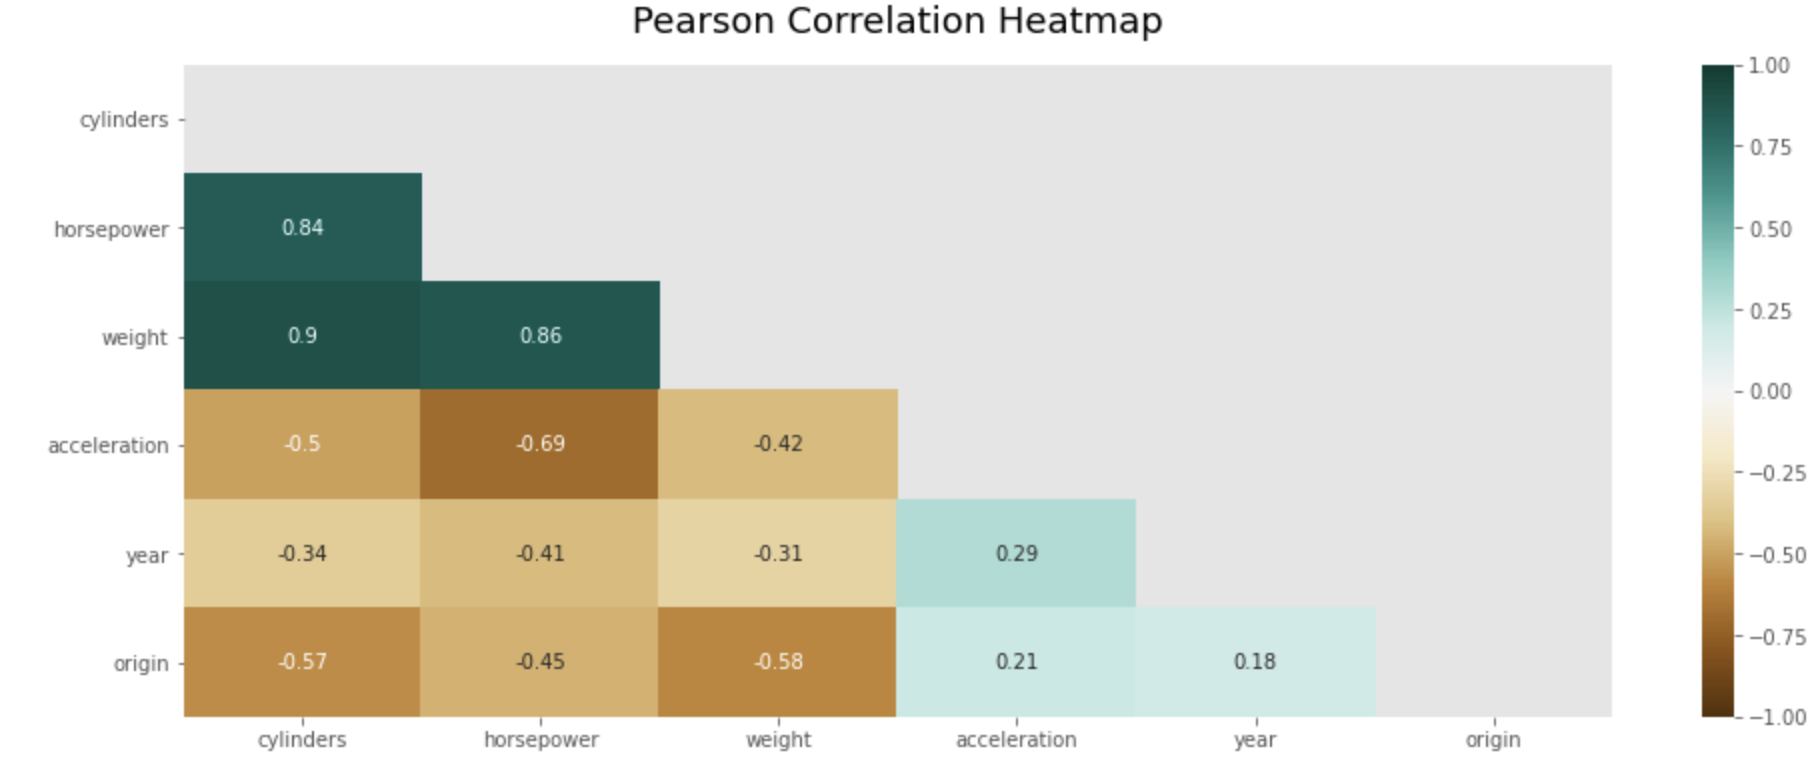 Pearson Correlation Heatmap
1.00
cylinders
0.75
horsepower 0.84
0.50
0.25
weight 0.9 0.86
0.00
acceleration -0.5 -0.69 -0.42
−0.25
−0.50
year -0.34 -0.41 -0.31 0.29
−0.75
origin -0.57 -0.45 -0.58 0.21 0.18
−1.00
cylinders horsepower weight acceleration year origin